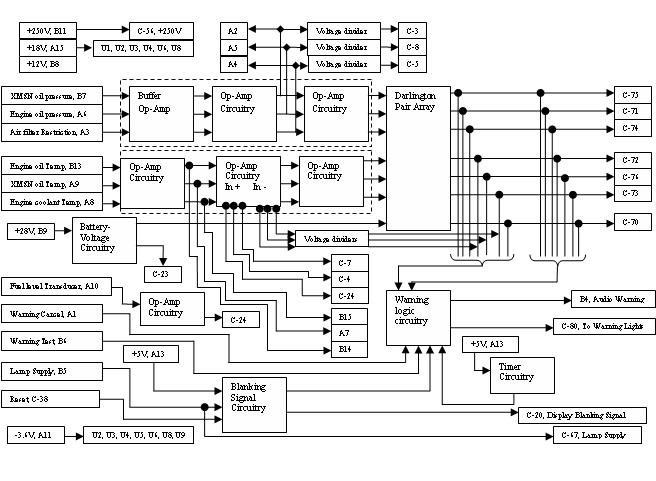 +250V, B11
C-56, +250V
+18V, A15
U1, U2, U3, U4, U6, U8
+12V, B8
A2
Voltage divider
C-3
A5
Voltage divider
C-8
A4
Voltage divider
C-5
XMSN oil pressure, B7
Engine oil pressure, A6
Air filter Restriction, A3
Buffer
Op-Amp
Op-Amp
Circuitry
Op-Amp
Circuitry
Darlington
Pair Array
C-75
C-71
C-74
C-72
C-76
C-73
C-70
Engine oil Temp, B13
XMSN oil Temp, A9
Engine coolant Temp, A8
Op-Amp
Circuitry
Op-Amp
Circuitry
In + In -
Op-Amp
Circuitry
+28V, B9
Battery-
Voltage
Circuitry
C-23
Voltage dividers
C-7
C-4
C-24
Fuel level Transducer, A10
Op-Amp
Circuitry
C-24
B15
A7
B14
Warning
logic
circuitry
B4, Audio Warning
C-80, To Warning Lights
Warning Cancel, A1
Warning Test, B6
+5V, A13
+5V, A13
Timer
Circuitry
Lamp Supply, B5
Reset, C-38
Blanking
Signal
Circuitry
C-20, Display Blanking Signal
C-67, Lamp Supply
-3.6V, A11
U2, U3, U4, U5, U6, U8, U9